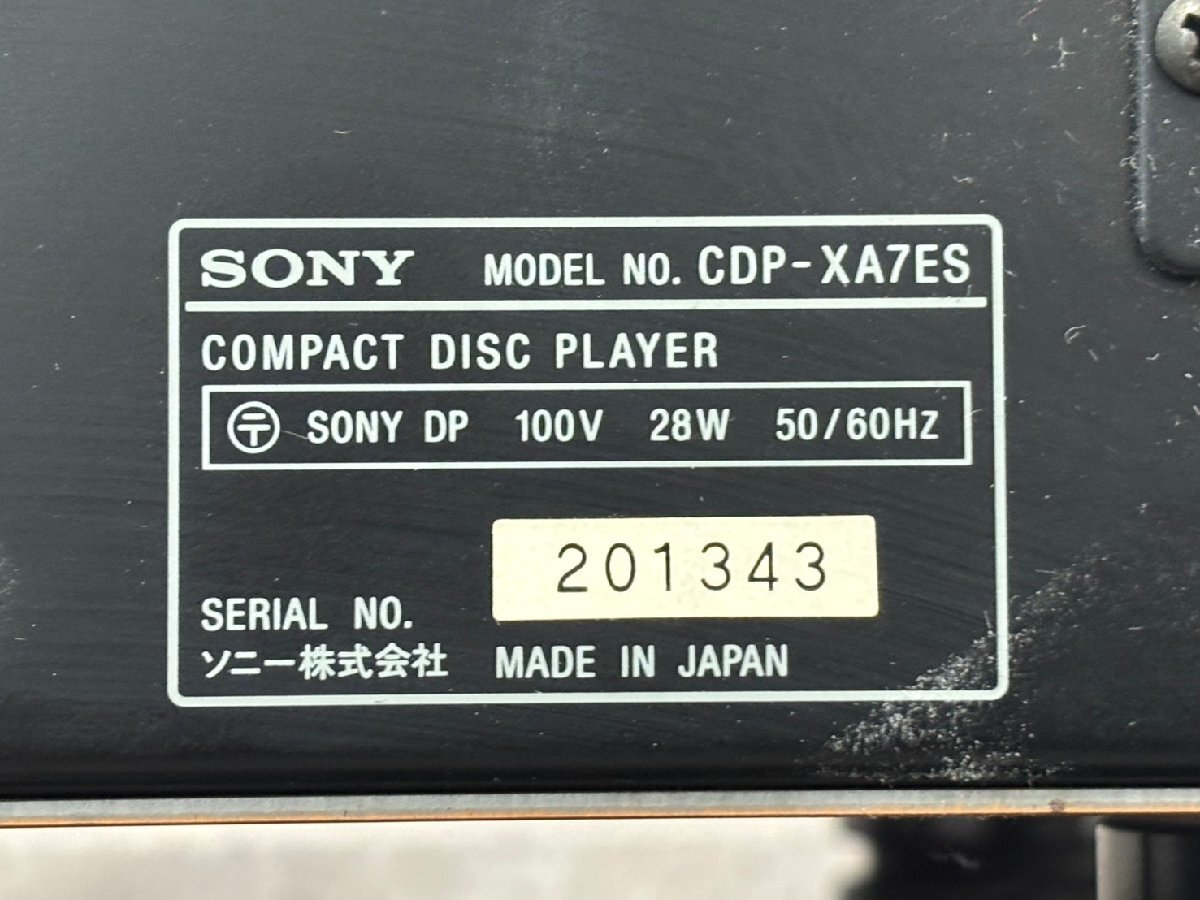 SONY MODEL NO. CDP-XA7ES
COMPACT DISC PLAYER
〒 SONY DP 100V 28W 50/60Hz
201343
SERIAL NO.
ソニー株式会社 MADE IN JAPAN